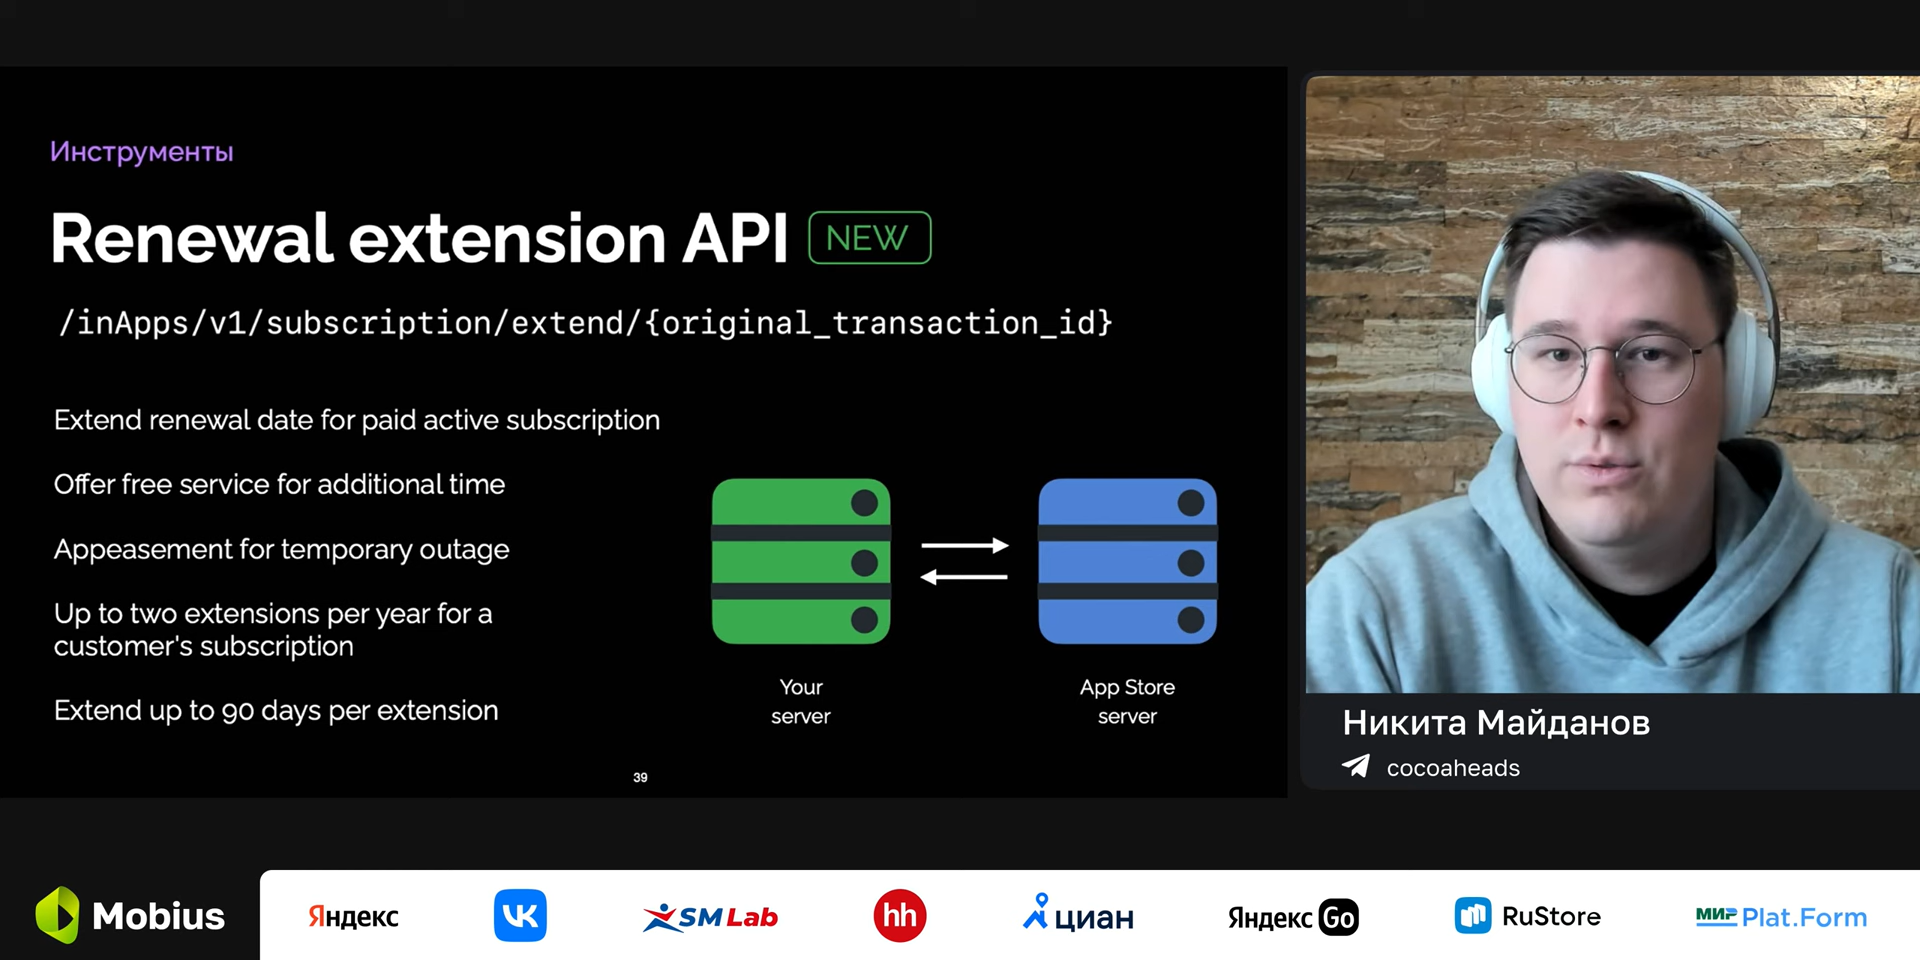 Инструменты
Renewal extension API NEW
/inApps/v1/subscription/extend/{original_transaction_id}
Extend renewal date for paid active subscription
Offer free service for additional time
Appeasement for temporary outage
Up to two extensions per year for a
customer's subscription
Extend up to 90 days per extension
Your
server
App Store
server
39
Никита Майданов
cocoaheads
Mobius
Яндекс
VK
SM Lab
hh
циан
Яндекс Go
RuStore
МИР Plat.Form